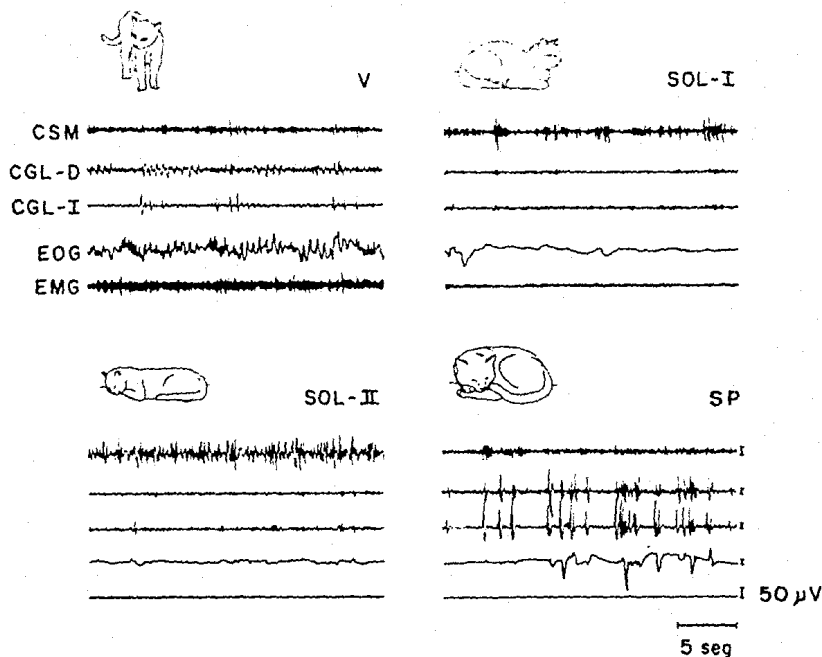 V
SOL-I
CSM
CGL-D
CGL-I
EOG
EMG
SOL-II
SP
50 µV
5 seg